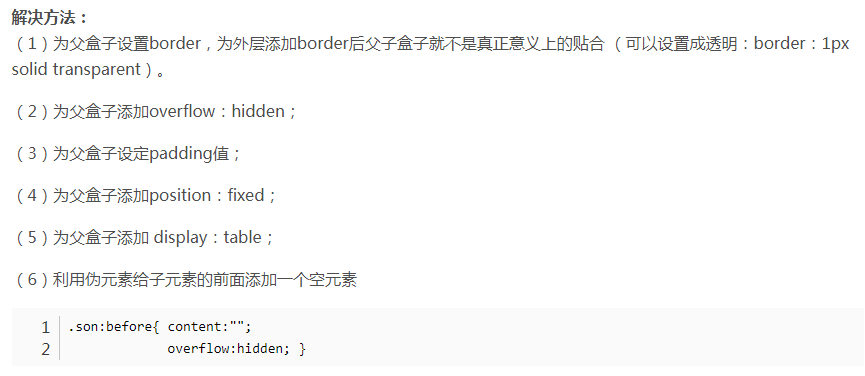 解决方法：
（1）为父盒子设置border，为外层添加border后父子盒子就不是真正意义上的贴合 （可以设置成透明：border：1px
solid transparent）。
（2）为父盒子添加overflow：hidden；
（3）为父盒子设定padding值；
（4）为父盒子添加position：fixed；
（5）为父盒子添加 display：table；
（6）利用伪元素给子元素的前面添加一个空元素
1 .son:before{ content:"";
2 overflow:hidden; }